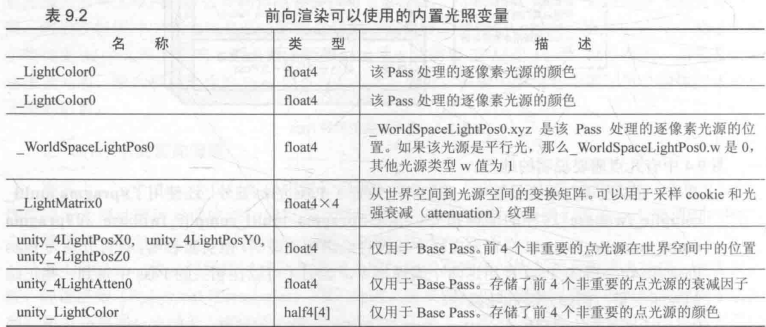 表 9.2 前向渲染可以使用的内置光照变量
名 称 类 型 描 述
_LightColor0 float4 该 Pass 处理的逐像素光源的颜色
_LightColor0 float4 该 Pass 处理的逐像素光源的颜色
_WorldSpaceLightPos0 float4 _WorldSpaceLightPos0.xyz 是该 Pass 处理的逐像素光源的位
置。如果该光源是平行光，那么_WorldSpaceLightPos0.w 是 0，
其他光源类型 w 值为 1
_LightMatrix0 float4×4 从世界空间到光源空间的变换矩阵。可以用于采样 cookie 和光
强衰减（attenuation）纹理
unity_4LightPosX0, unity_4LightPosY0,
unity_4LightPosZ0 float4 仅用于 Base Pass。前 4 个非重要的点光源在世界空间中的位置
unity_4LightAtten0 float4 仅用于 Base Pass。存储了前 4 个非重要的点光源的衰减因子
unity_LightColor half4[4] 仅用于 Base Pass。存储了前 4 个非重要的点光源的颜色